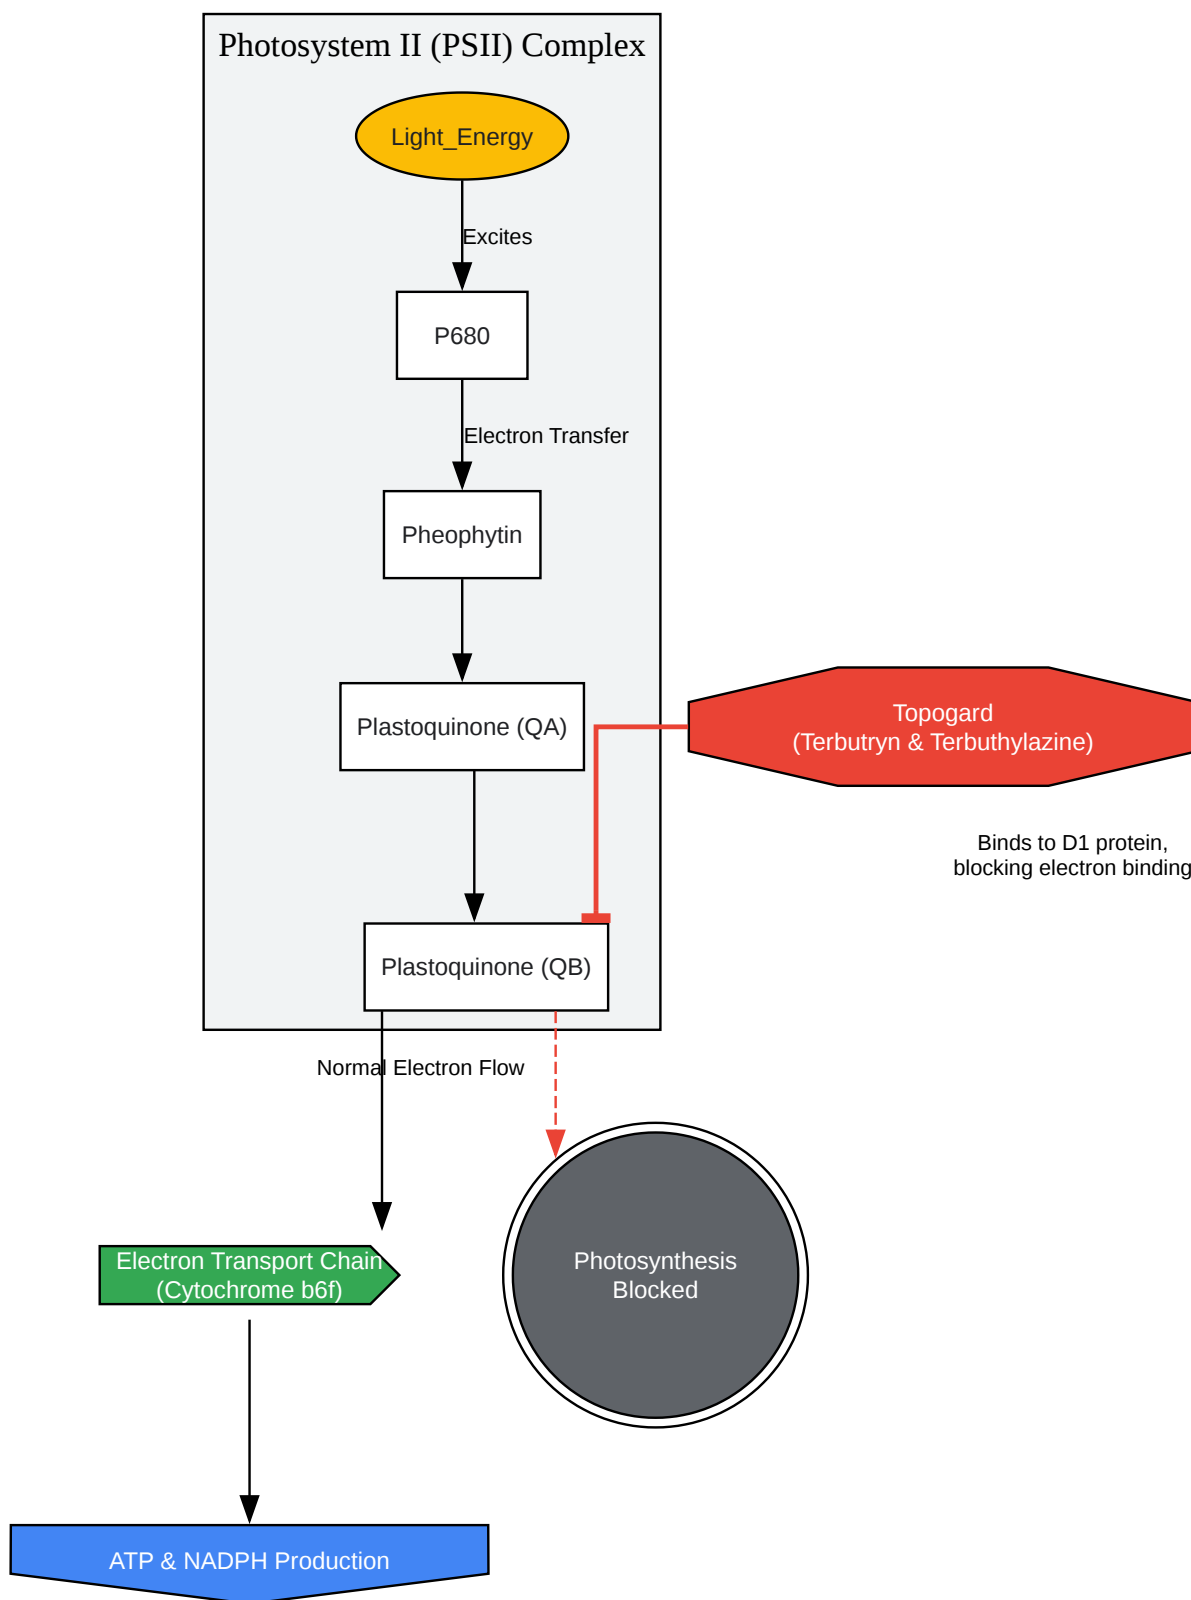 Photosystem II (PSII) Complex
Light_Energy
Excites
P680
Electron Transfer
Pheophytin
Plastoquinone (QA)
Topogard
(Terbutryn & Terbuthylazine)
Binds to D1 protein,
blocking electron binding
Plastoquinone (QB)
Normal Electron Flow
Electron Transport Chain
(Cytochrome b6f)
Photosynthesis
Blocked
ATP & NADPH Production